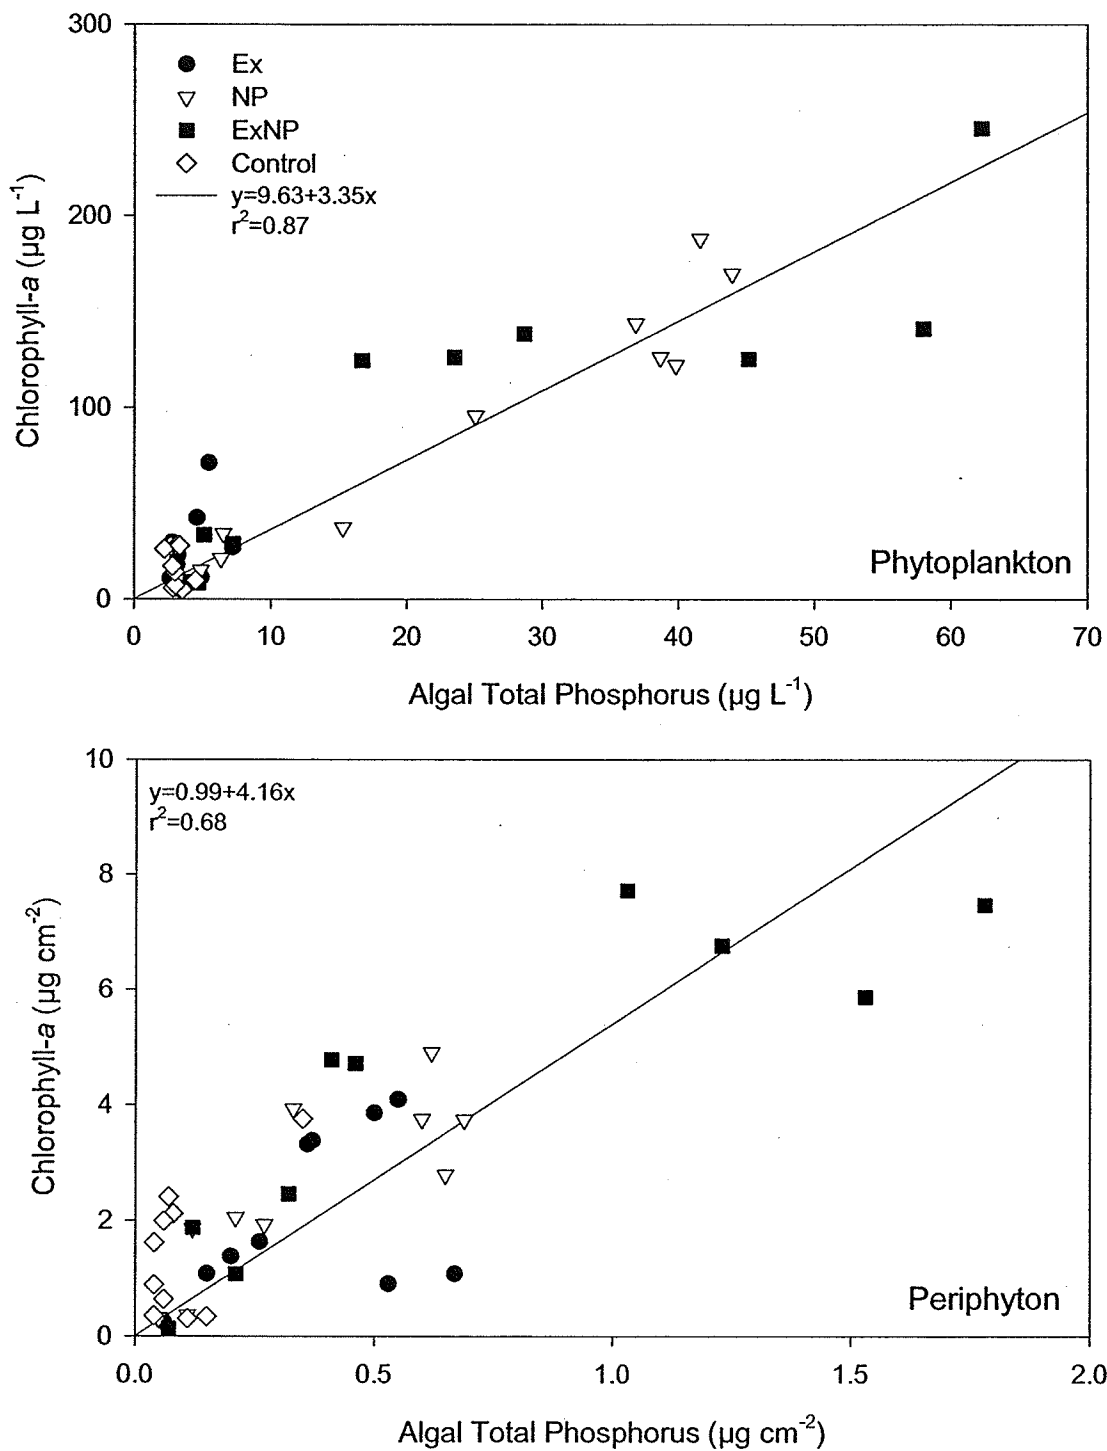 300
200
100
0
Chlorophyll-a (µg L⁻¹)
Ex
NP
ExNP
Control
y=9.63+3.35x
r²=0.87
Phytoplankton
0 10 20 30 40 50 60 70
Algal Total Phosphorus (µg L⁻¹)
10
8
6
4
2
0
Chlorophyll-a (µg cm⁻²)
y=0.99+4.16x
r²=0.68
Periphyton
0.0 0.5 1.0 1.5 2.0
Algal Total Phosphorus (µg cm⁻²)